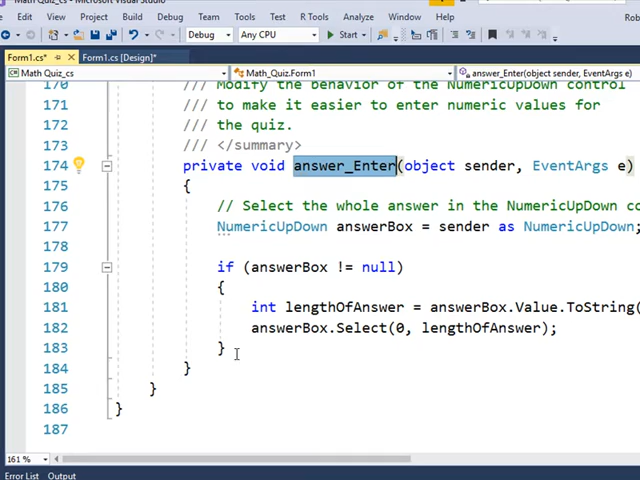 Math Quiz_cs - Microsoft Visual Studio
Edit View Project Build Debug Team Tools Test R Tools Analyze Window Help
Debug Any CPU Start
Form1.cs* Form1.cs [Design]*
Math Quiz_cs Math_Quiz.Form1 answer_Enter(object sender, EventArgs e)
170 /// Modify the behavior of the NumericUpDown control
171 /// to make it easier to enter numeric values for
172 /// the quiz.
173 /// </summary>
174 private void answer_Enter(object sender, EventArgs e)
175 {
176 // Select the whole answer in the NumericUpDown co
177 NumericUpDown answerBox = sender as NumericUpDown;
178
179 if (answerBox != null)
180 {
181 int lengthOfAnswer = answerBox.Value.ToString(
182 answerBox.Select(0, lengthOfAnswer);
183 }
184 }
185 }
186 }
187
161 %
Error List Output